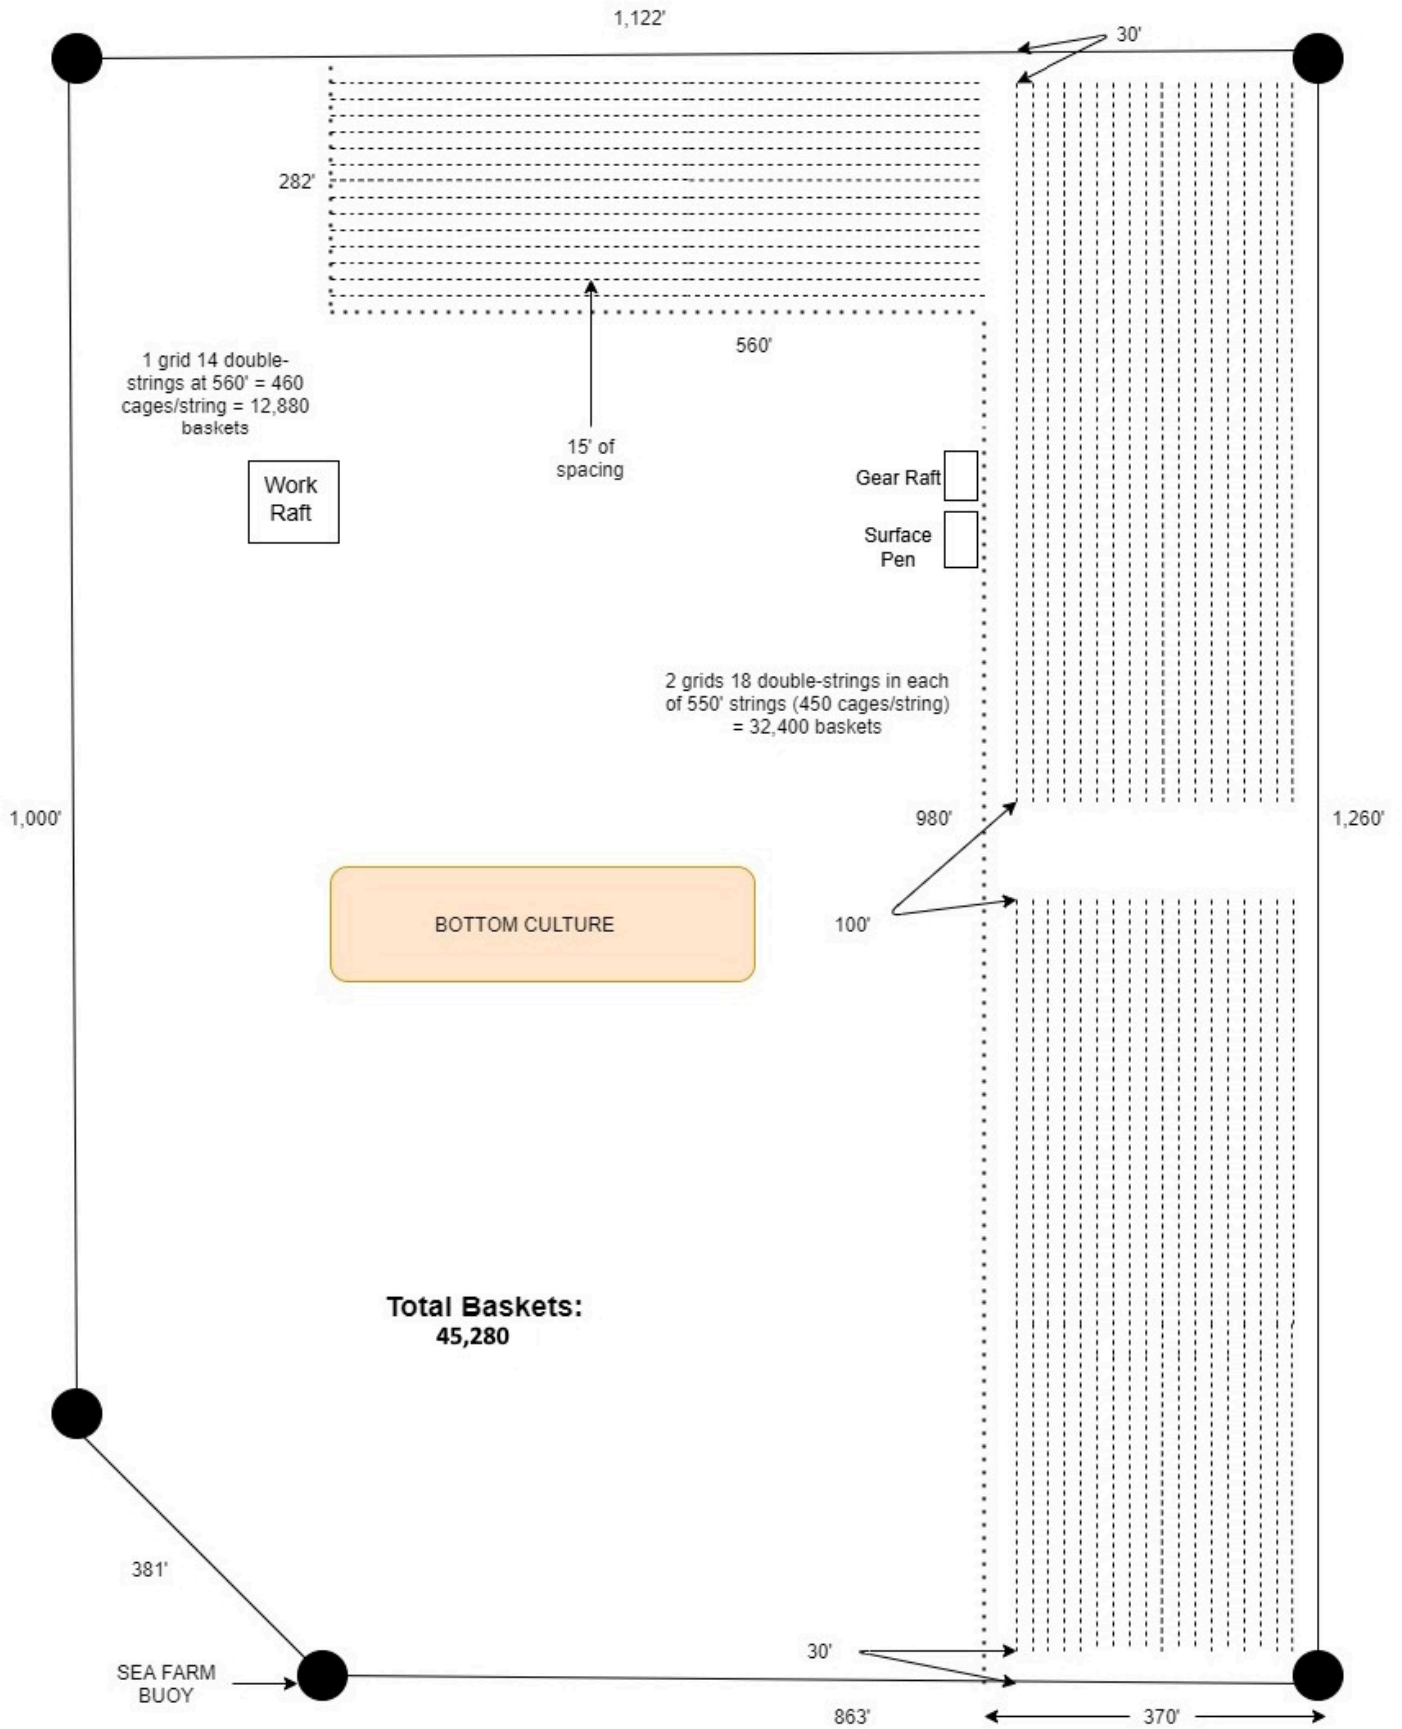 1,122'
30'
282'
560'
1 grid 14 double-
strings at 560' = 460
cages/string = 12,880
baskets
15' of
spacing
Work
Raft
Gear Raft
Surface
Pen
2 grids 18 double-strings in each
of 550' strings (450 cages/string)
= 32,400 baskets
1,000'
980'
1,260'
100'
BOTTOM CULTURE
Total Baskets:
45,280
381'
30'
SEA FARM
BUOY
863'
370'